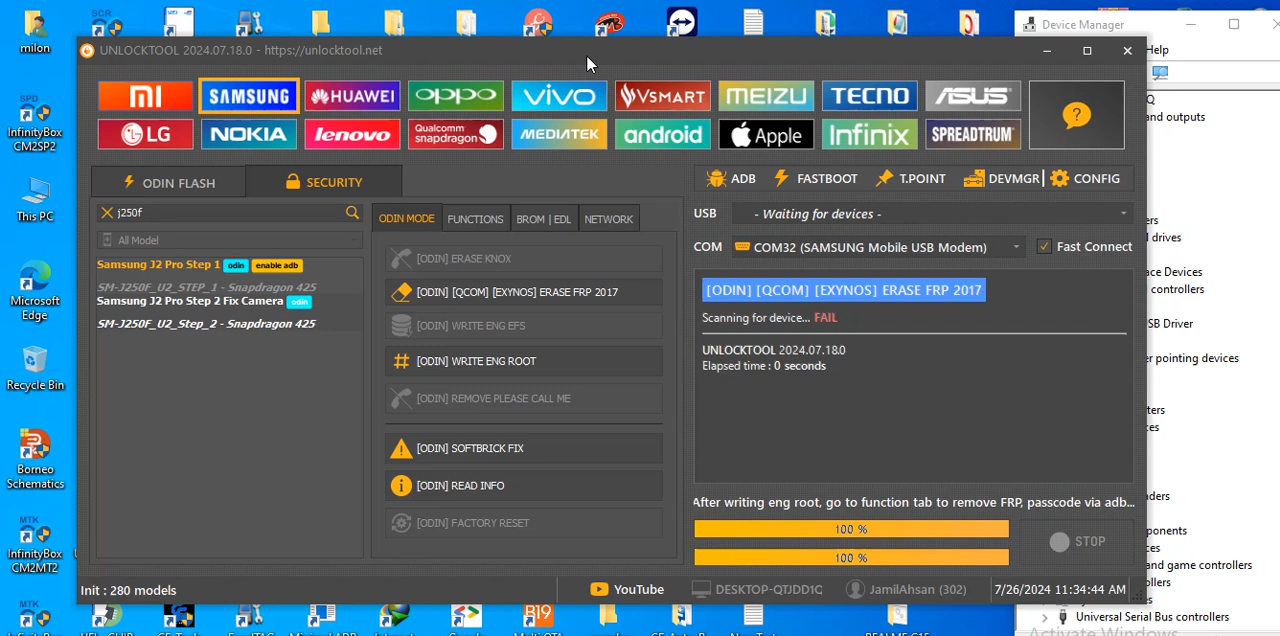 SCR
milon
SPD
InfinityBox
CM2SP2
This PC
Microsoft
Edge
Recycle Bin
Borneo
Schematics
MTK
InfinityBox
CM2MT2
UNLOCKTOOL 2024.07.18.0 - https://unlocktool.net
Device Manager
Help
MI SAMSUNG HUAWEI oppo vivo VSMART MEIZU TECNO ASUS ?
LG NOKIA lenovo Qualcomm snapdragon MEDIATEK android Apple Infinix SPREADTRUM
ODIN FLASH SECURITY
j250f
All Model
Samsung J2 Pro Step 1 odin enable adb
SM-J250F_U2_STEP_1 - Snapdragon 425
Samsung J2 Pro Step 2 Fix Camera odin
SM-J250F_U2_Step_2 - Snapdragon 425
ODIN MODE FUNCTIONS BROM | EDL NETWORK
[ODIN] ERASE KNOX
[ODIN] [QCOM] [EXYNOS] ERASE FRP 2017
[ODIN] WRITE ENG EFS
[ODIN] WRITE ENG ROOT
[ODIN] REMOVE PLEASE CALL ME
[ODIN] SOFTBRICK FIX
[ODIN] READ INFO
[ODIN] FACTORY RESET
ADB FASTBOOT T.POINT DEVMGR CONFIG
USB - Waiting for devices -
COM COM32 (SAMSUNG Mobile USB Modem) Fast Connect
[ODIN] [QCOM] [EXYNOS] ERASE FRP 2017
Scanning for device... FAIL
UNLOCKTOOL 2024.07.18.0
Elapsed time : 0 seconds
After writing eng root, go to function tab to remove FRP, passcode via adb...
100 %
100 %
STOP
Init : 280 models
YouTube
DESKTOP-QTJDD1C
JamilAhsan (302)
7/26/2024 11:34:44 AM
Q
and outputs
drives
Devices
SB Driver
er pointing devices
ders
and game controllers
ollers
Universal Serial Bus controllers
Activate Windows